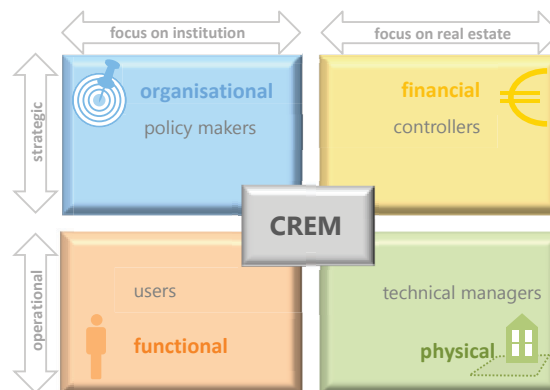 focus on institution
focus on real estate
strategic
organisational
policy makers
financial
controllers
€
CREM
operational
users
functional
technical managers
physical